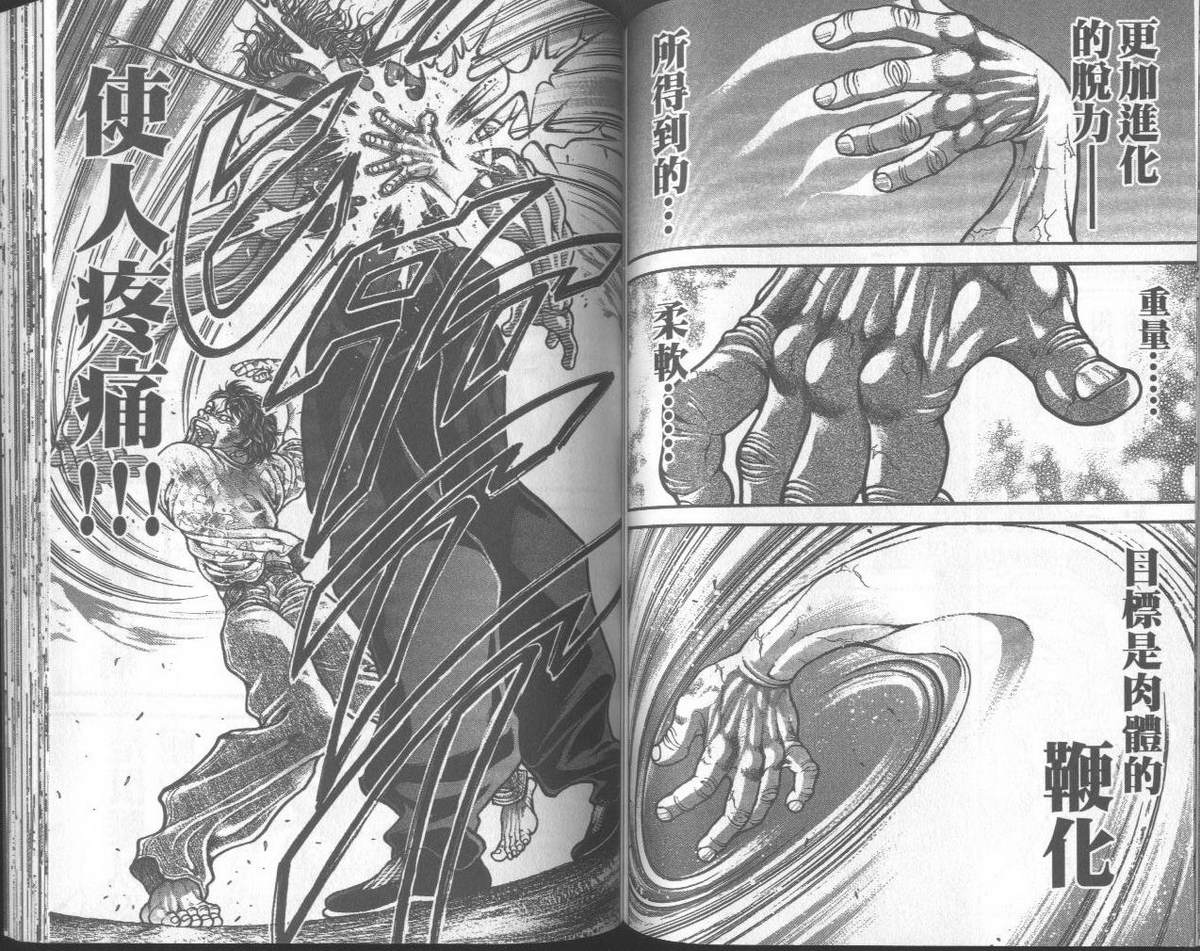 更加進化
的脫力——
所得到的…
重量……
柔軟………
目標是肉體的
鞭化
使人疼痛!!!